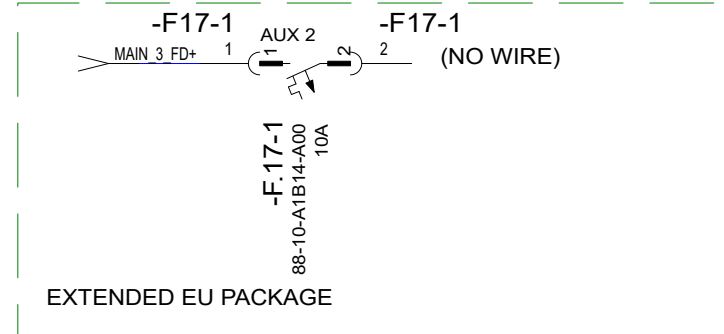 -F17-1
AUX 2
-F17-1
MAIN_3_FD+
1
1
2
2
(NO WIRE)
-F.17-1
88-10-A1B14-A00
10A
EXTENDED EU PACKAGE